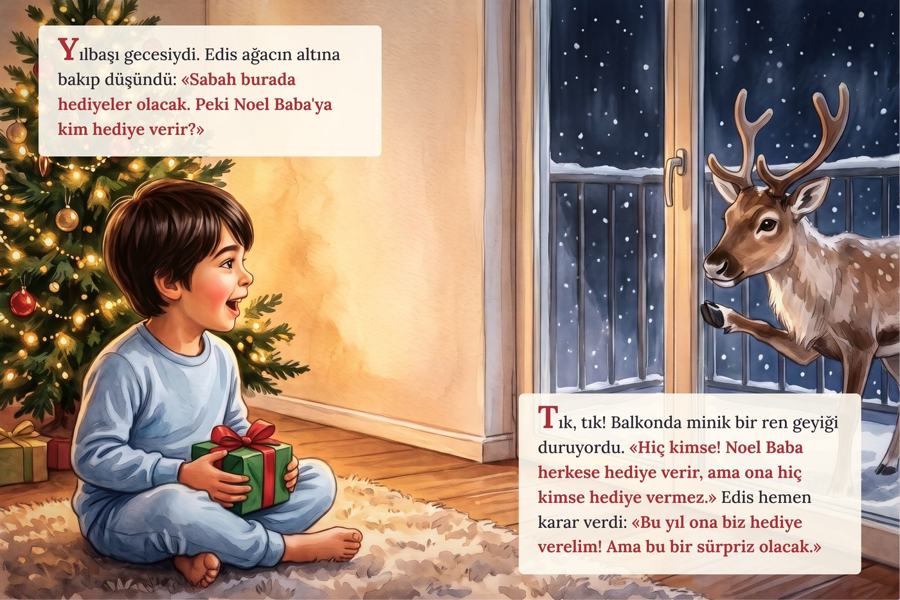 Yılbaşı gecesiydi. Edis ağacın altına
bakıp düşündü: «Sabah burada
hediyeler olacak. Peki Noel Baba'ya
kim hediye verir?»
Tık, tık! Balkonda minik bir ren geyiği
duruyordu. «Hiç kimse! Noel Baba
herkese hediye verir, ama ona hiç
kimse hediye vermez.» Edis hemen
karar verdi: «Bu yıl ona biz hediye
verelim! Ama bu bir sürpriz olacak.»